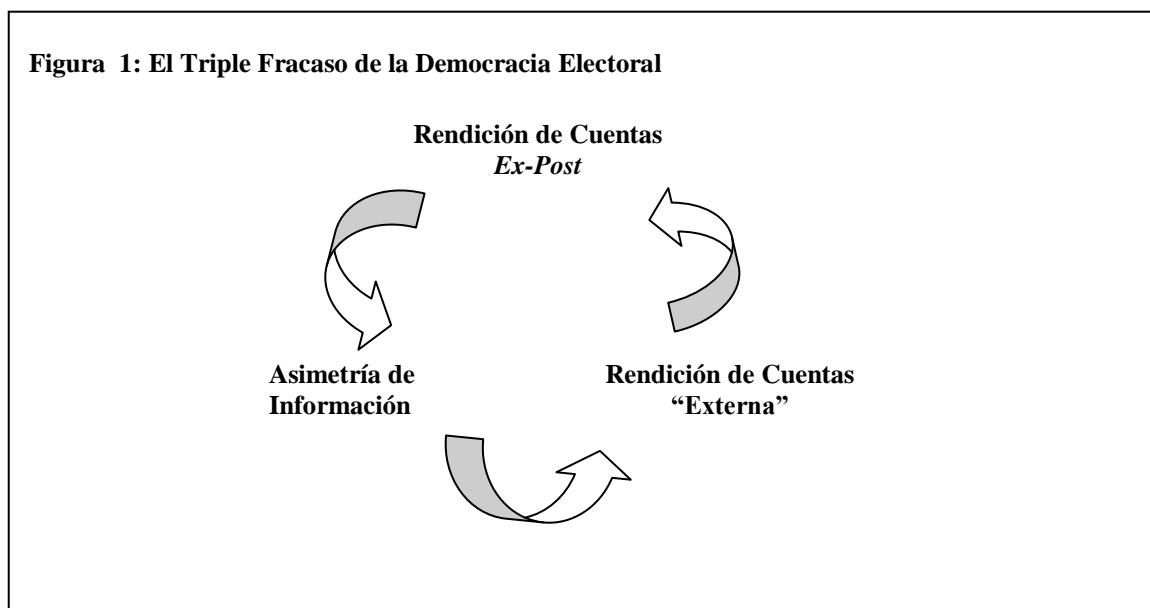 Figura 1: El Triple Fracaso de la Democracia Electoral
Rendición de Cuentas
Ex-Post
Asimetría de
Información
Rendición de Cuentas
“Externa”